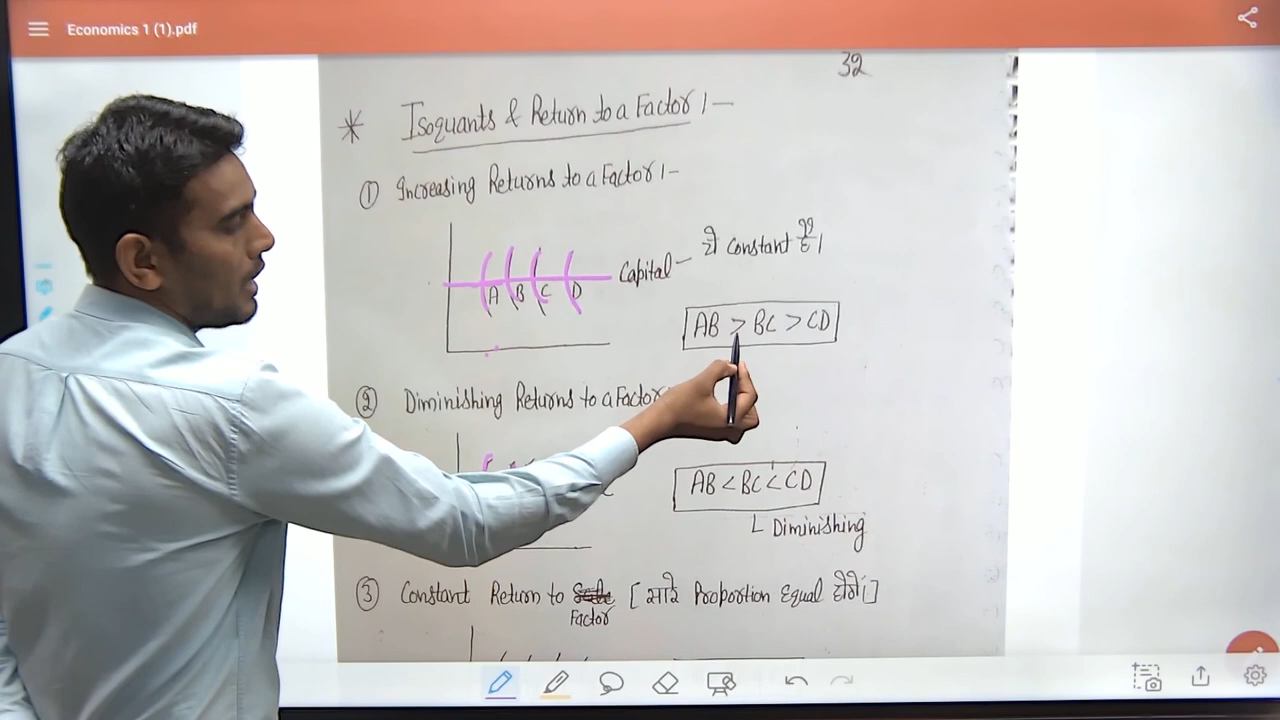 Economics 1 (1).pdf
32
* Isoquants & Return to a Factor :-
① Increasing Returns to a Factor :-
Capital - ये Constant है।
A B C D
AB > BC > CD
② Diminishing Returns to a Factor
AB < BC < CD
L Diminishing
③ Constant Return to Factor [सारे Proportion Equal होंगे।]